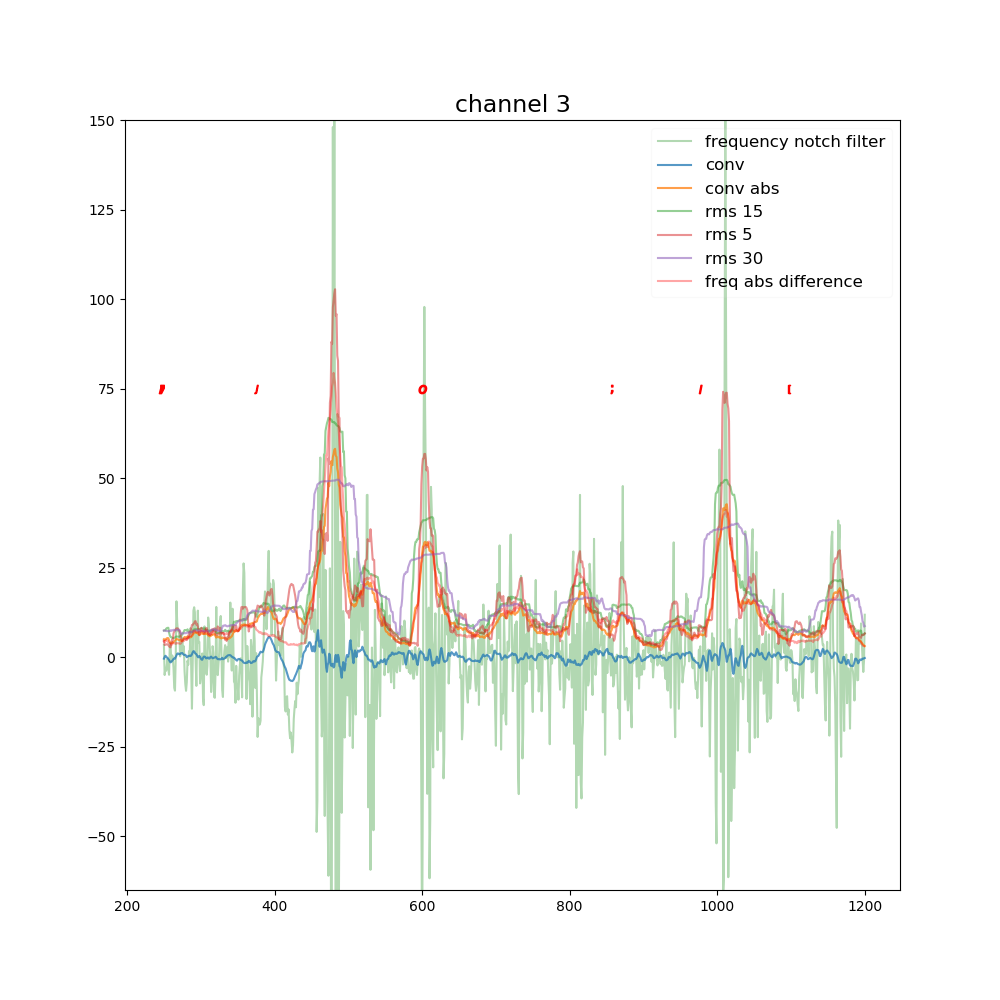 channel 3
150
125
100
75
50
25
0
−25
−50
frequency notch filter
conv
conv abs
rms 15
rms 5
rms 30
freq abs difference
o
;
200
400
600
800
1000
1200